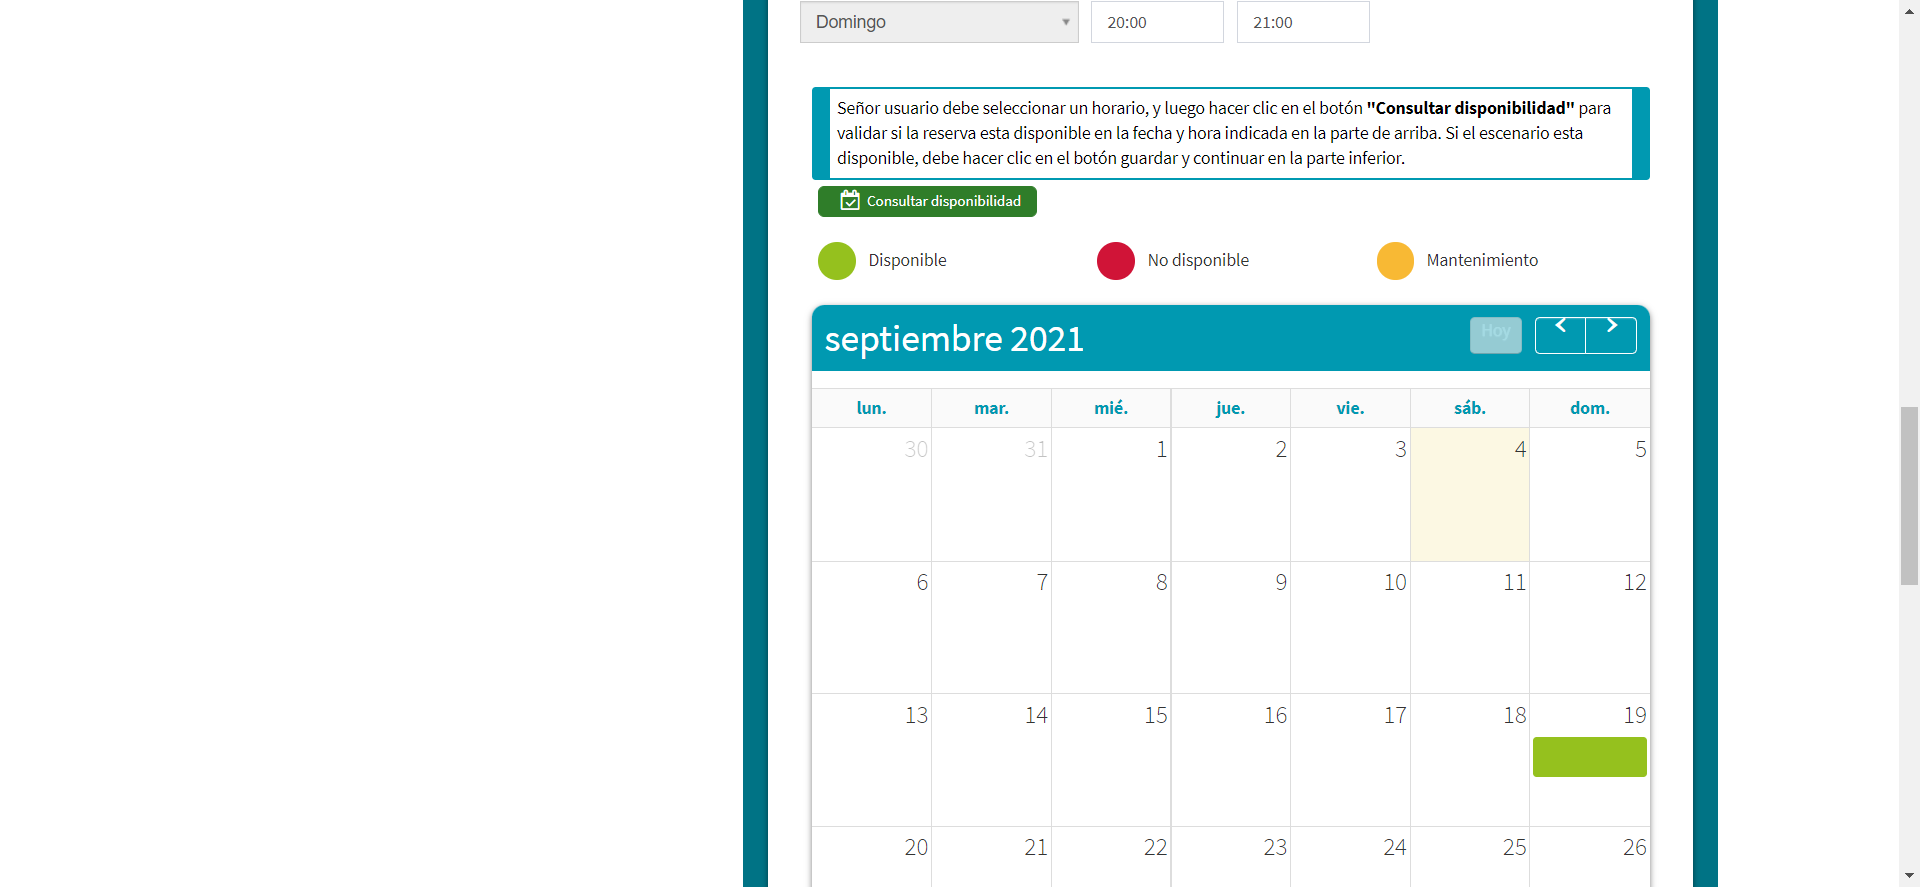 Domingo 20:00 21:00
Señor usuario debe seleccionar un horario, y luego hacer clic en el botón "Consultar disponibilidad" para
validar si la reserva esta disponible en la fecha y hora indicada en la parte de arriba. Si el escenario esta
disponible, debe hacer clic en el botón guardar y continuar en la parte inferior.
Consultar disponibilidad
Disponible No disponible Mantenimiento
septiembre 2021 Hoy
lun. mar. mié. jue. vie. sáb. dom.
30 31 1 2 3 4 5
6 7 8 9 10 11 12
13 14 15 16 17 18 19
20 21 22 23 24 25 26